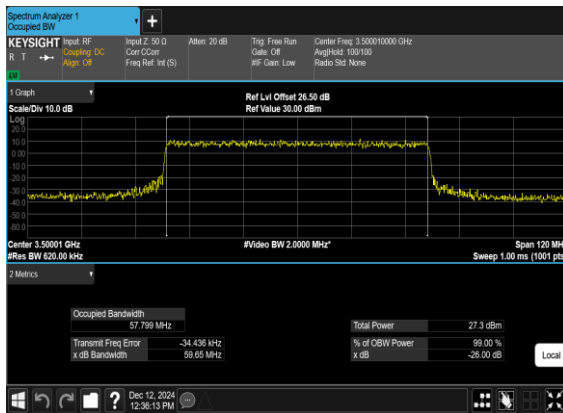 Spectrum Analyzer 1
Occupied BW
KEYSIGHT Input: RF Input Z: 50 Ω Atten: 20 dB Trig: Free Run Center Freq: 3.500010000 GHz
R T Coupling: DC Corr CCorr Gate: Off Avg|Hold: 100/100
Align: Off Freq Ref: Int (S) #IF Gain: Low Radio Std: None
1 Graph
Ref Lvl Offset 26.50 dB
Scale/Div 10.0 dB Ref Value 30.00 dBm
Log
20.0
10.0
0.00
-10.0
-20.0
-30.0
-40.0
-50.0
-60.0
Center 3.50001 GHz #Video BW 2.0000 MHz* Span 120 MH
#Res BW 620.00 kHz Sweep 1.00 ms (1001 pts
2 Metrics
Occupied Bandwidth
57.799 MHz Total Power 27.3 dBm
Transmit Freq Error -34.436 kHz % of OBW Power 99.00 %
x dB Bandwidth 59.65 MHz x dB -26.00 dB
Local
? Dec 12, 2024
12:36:13 PM